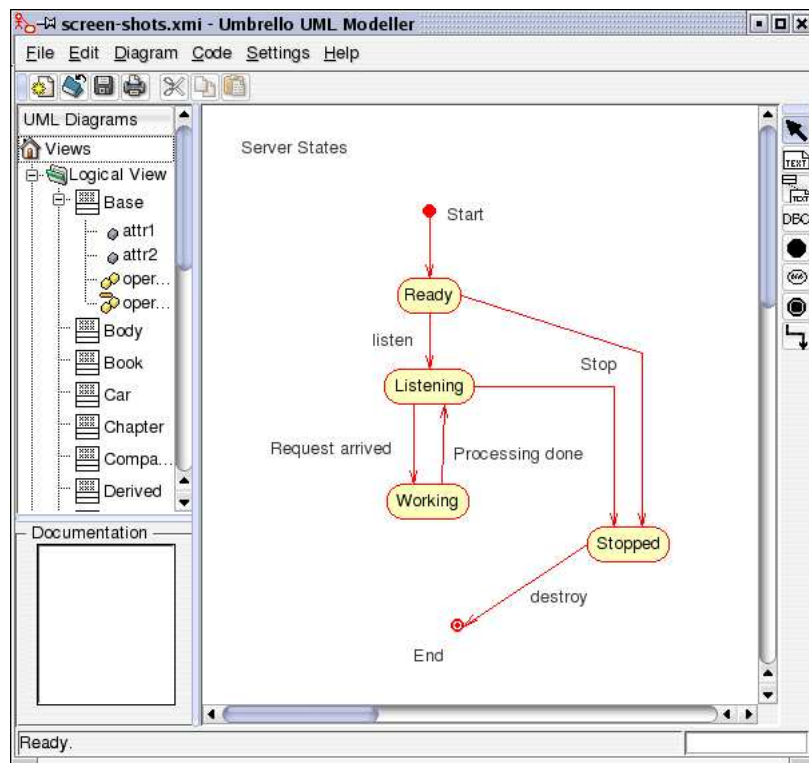 screen-shots.xmi - Umbrello UML Modeller
File Edit Diagram Code Settings Help
UML Diagrams
Views
Logical View
Base
attr1
attr2
oper...
oper...
Body
Book
Car
Chapter
Compa...
Derived
Documentation
Server States
Start
Ready
listen
Stop
Listening
Request arrived
Processing done
Working
Stopped
destroy
End
TEXT
TEXT
DBC
Ready.